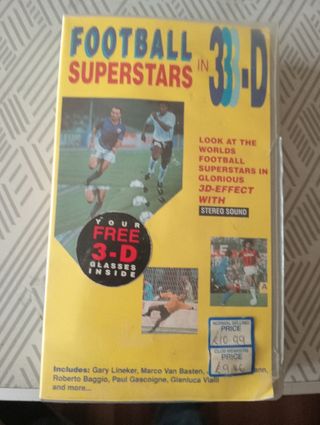 FOOTBALL
SUPERSTARS IN 3-D
LOOK AT THE
WORLDS
FOOTBALL
SUPERSTARS IN
GLORIOUS
3D-EFFECT
WITH
STEREO SOUND
YOUR
FREE
3-D
GLASSES
INSIDE
NORMAL SELLING
PRICE
£10.99
CLUB MEMBERS
PRICE
Includes: Gary Lineker, Marco Van Basten,
Roberto Baggio, Paul Gascoigne, Gianluca Vialli
and more...